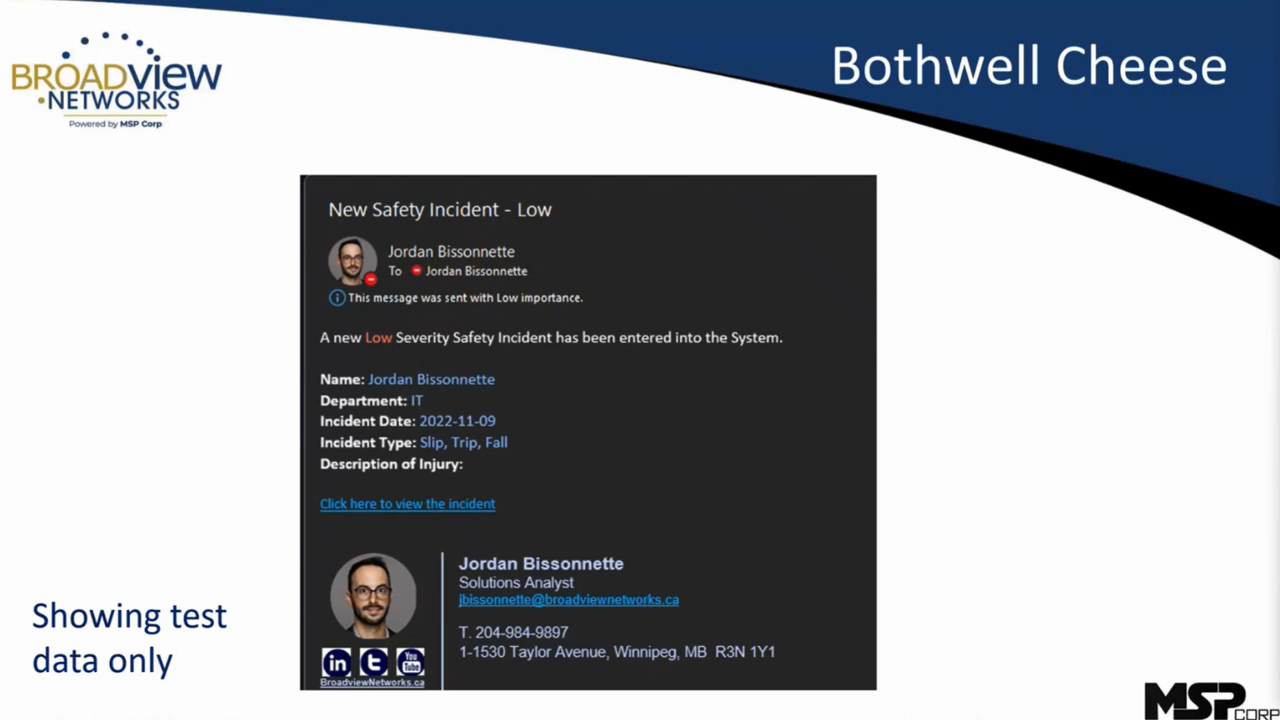 BROADVIEW
NETWORKS
Powered by MSP Corp
Bothwell Cheese
New Safety Incident - Low
Jordan Bissonnette
To Jordan Bissonnette
This message was sent with Low importance.
A new Low Severity Safety Incident has been entered into the System.
Name: Jordan Bissonnette
Department: IT
Incident Date: 2022-11-09
Incident Type: Slip, Trip, Fall
Description of Injury:
Click here to view the incident
Jordan Bissonnette
Solutions Analyst
jbissonnette@broadviewnetworks.ca
T. 204-984-9897
1-1530 Taylor Avenue, Winnipeg, MB R3N 1Y1
in t You Tube
BroadviewNetworks.ca
Showing test
data only
MSP
CORP